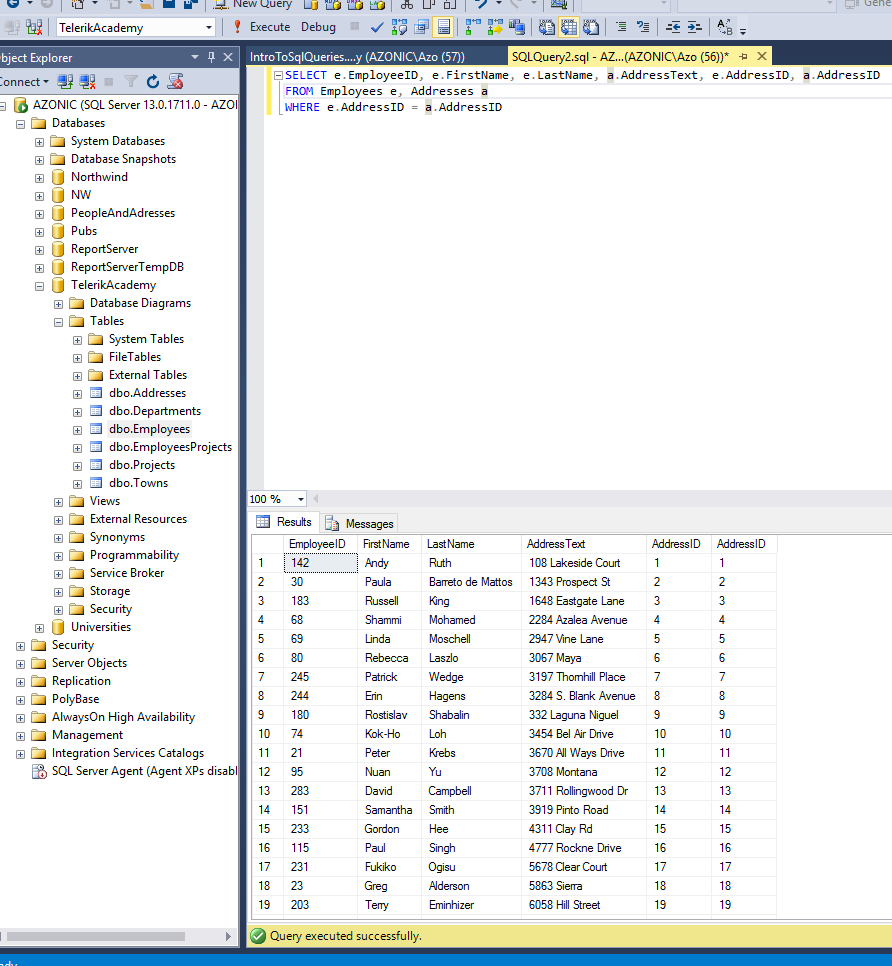 New Query
Gene
TelerikAcademy
Execute Debug
bject Explorer
Connect
AZONIC (SQL Server 13.0.1711.0 - AZO
Databases
System Databases
Database Snapshots
Northwind
NW
PeopleAndAdresses
Pubs
ReportServer
ReportServerTempDB
TelerikAcademy
Database Diagrams
Tables
System Tables
FileTables
External Tables
dbo.Addresses
dbo.Departments
dbo.Employees
dbo.EmployeesProjects
dbo.Projects
dbo.Towns
Views
External Resources
Synonyms
Programmability
Service Broker
Storage
Security
Universities
Security
Server Objects
Replication
PolyBase
AlwaysOn High Availability
Management
Integration Services Catalogs
SQL Server Agent (Agent XPs disabl
IntroToSqlQueries....y (AZONIC\Azo (57))
SQLQuery2.sql - AZ...(AZONIC\Azo (56))*
SELECT e.EmployeeID, e.FirstName, e.LastName, a.AddressText, e.AddressID, a.AddressID
FROM Employees e, Addresses a
WHERE e.AddressID = a.AddressID
100 %
Results Messages
EmployeeID FirstName LastName AddressText AddressID AddressID
1 142 Andy Ruth 108 Lakeside Court 1 1
2 30 Paula Barreto de Mattos 1343 Prospect St 2 2
3 183 Russell King 1648 Eastgate Lane 3 3
4 68 Shammi Mohamed 2284 Azalea Avenue 4 4
5 69 Linda Moschell 2947 Vine Lane 5 5
6 80 Rebecca Laszlo 3067 Maya 6 6
7 245 Patrick Wedge 3197 Thornhill Place 7 7
8 244 Erin Hagens 3284 S. Blank Avenue 8 8
9 180 Rostislav Shabalin 332 Laguna Niguel 9 9
10 74 Kok-Ho Loh 3454 Bel Air Drive 10 10
11 21 Peter Krebs 3670 All Ways Drive 11 11
12 95 Nuan Yu 3708 Montana 12 12
13 283 David Campbell 3711 Rollingwood Dr 13 13
14 151 Samantha Smith 3919 Pinto Road 14 14
15 233 Gordon Hee 4311 Clay Rd 15 15
16 115 Paul Singh 4777 Rockne Drive 16 16
17 231 Fukiko Ogisu 5678 Clear Court 17 17
18 23 Greg Alderson 5863 Sierra 18 18
19 203 Terry Eminhizer 6058 Hill Street 19 19
Query executed successfully.